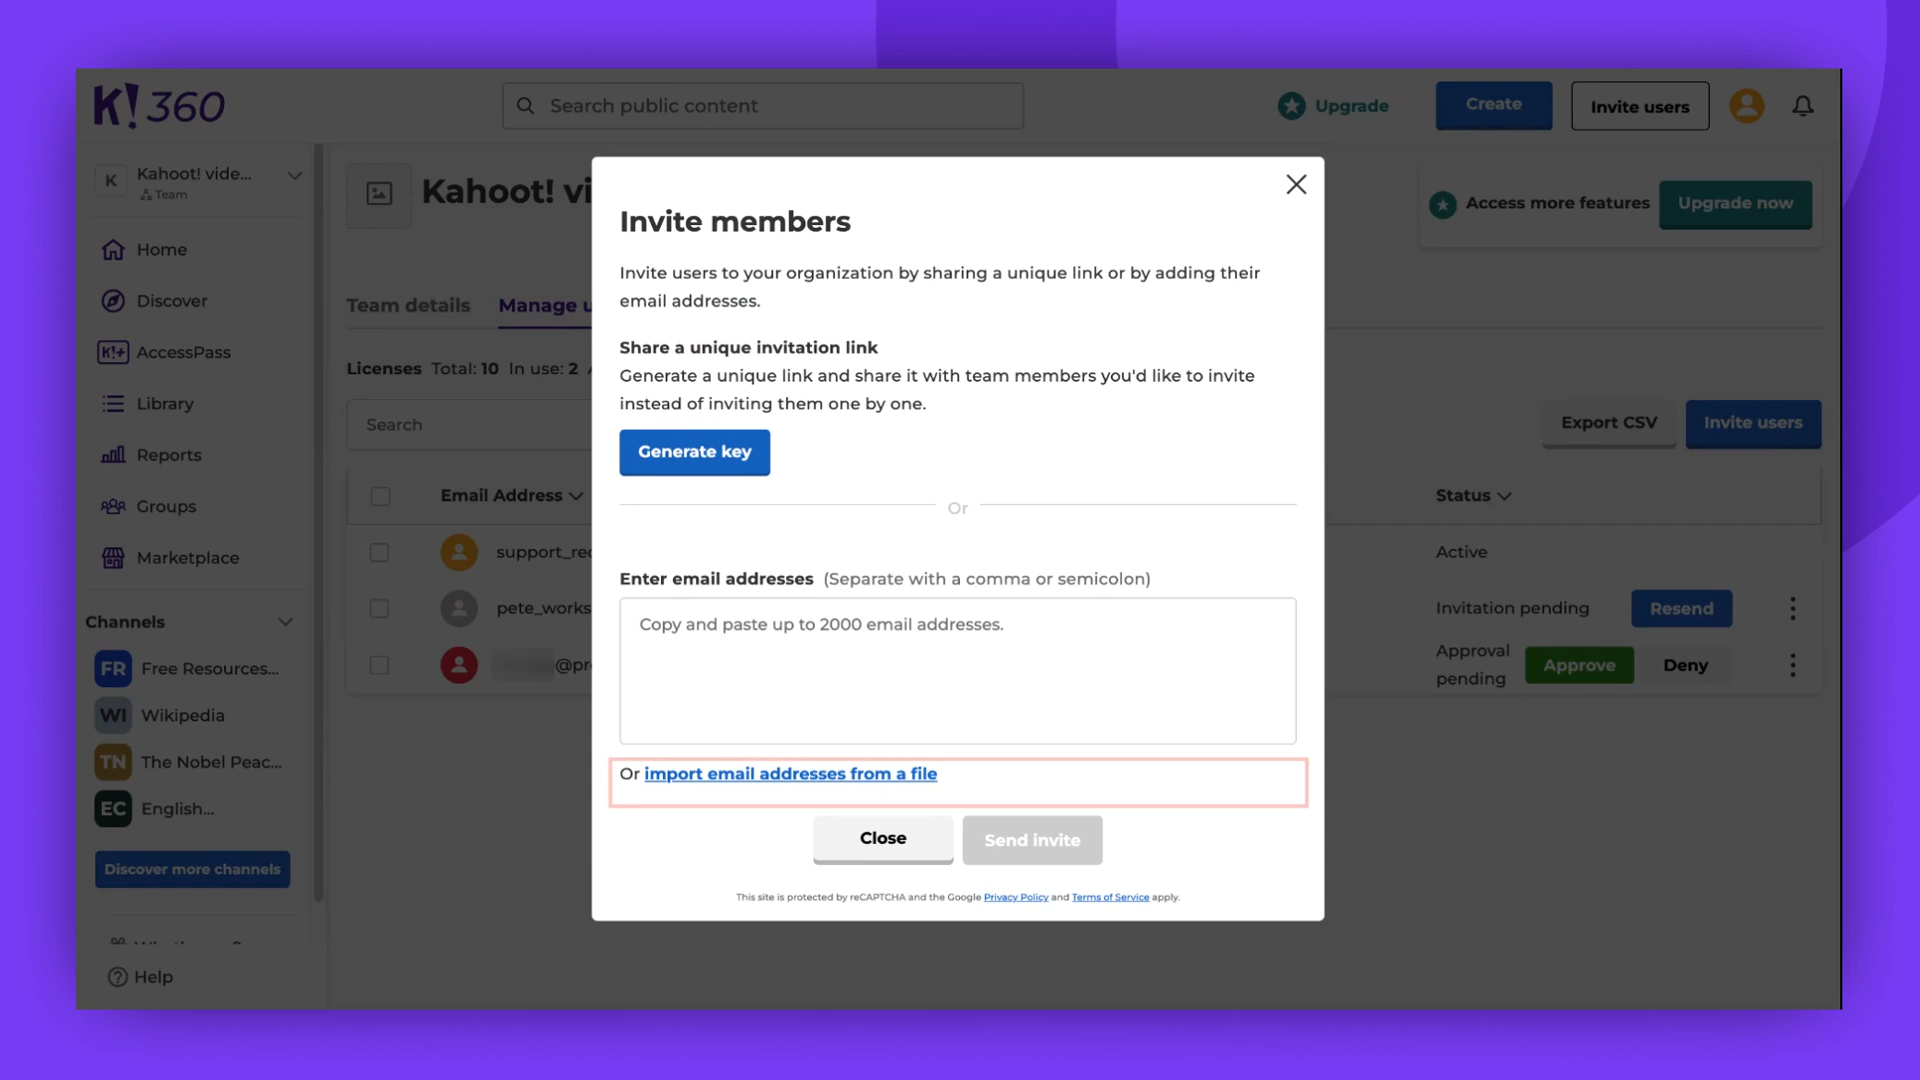 K! 360
Search public content
Upgrade
Create
Invite users
K
Kahoot! vide...
Team
Home
Discover
K!+ AccessPass
Library
Reports
Groups
Marketplace
Channels
FR Free Resources...
WI Wikipedia
TN The Nobel Peac...
EC English...
Discover more channels
Help
Kahoot! vi
Access more features
Upgrade now
Team details
Manage u
Licenses Total: 10 In use: 2
Search
Export CSV
Invite users
Email Address
Status
support_rec
Active
pete_works
Invitation pending
Resend
@pr
Approval
pending
Approve
Deny
Invite members
Invite users to your organization by sharing a unique link or by adding their
email addresses.
Share a unique invitation link
Generate a unique link and share it with team members you'd like to invite
instead of inviting them one by one.
Generate key
Or
Enter email addresses (Separate with a comma or semicolon)
Copy and paste up to 2000 email addresses.
Or import email addresses from a file
Close
Send invite
This site is protected by reCAPTCHA and the Google Privacy Policy and Terms of Service apply.